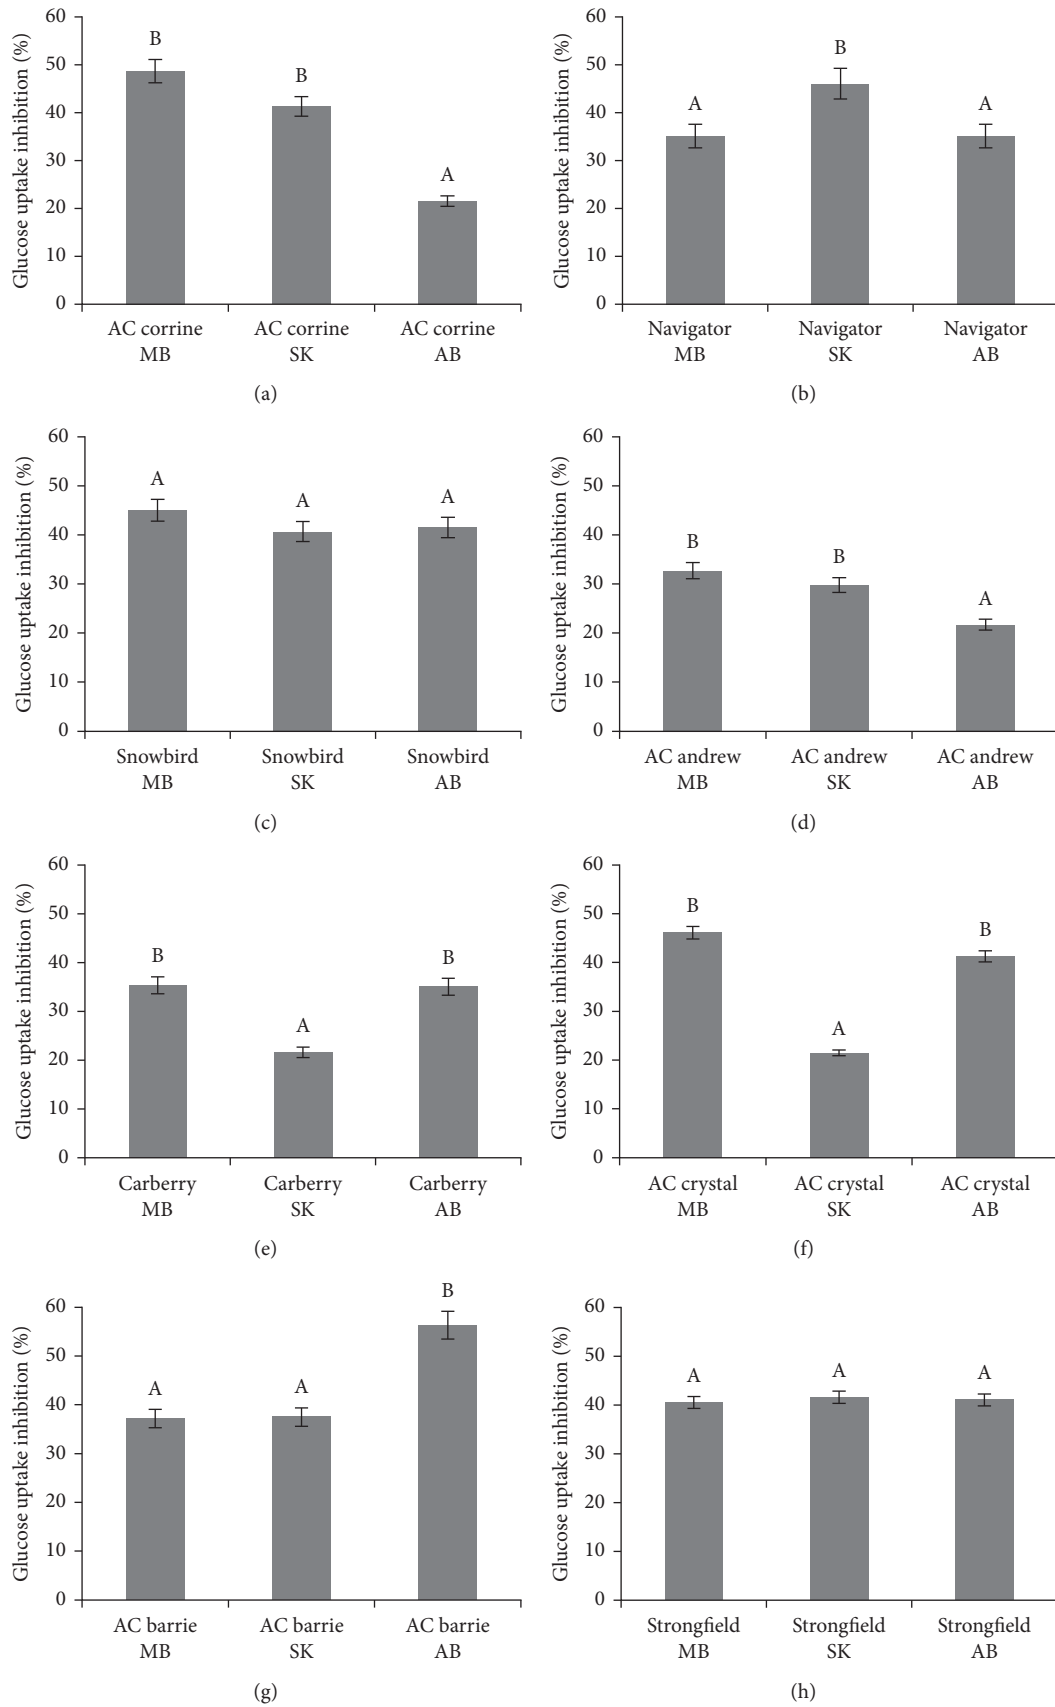 Glucose uptake inhibition (%)
60
50
40
30
20
10
0
B
B
A
AC corrine
MB
AC corrine
SK
AC corrine
AB
(a)
Glucose uptake inhibition (%)
60
50
40
30
20
10
0
A
B
A
Navigator
MB
Navigator
SK
Navigator
AB
(b)
Glucose uptake inhibition (%)
60
50
40
30
20
10
0
A
A
A
Snowbird
MB
Snowbird
SK
Snowbird
AB
(c)
Glucose uptake inhibition (%)
60
50
40
30
20
10
0
B
B
A
AC andrew
MB
AC andrew
SK
AC andrew
AB
(d)
Glucose uptake inhibition (%)
60
50
40
30
20
10
0
B
A
B
Carberry
MB
Carberry
SK
Carberry
AB
(e)
Glucose uptake inhibition (%)
60
50
40
30
20
10
0
B
A
B
AC crystal
MB
AC crystal
SK
AC crystal
AB
(f)
Glucose uptake inhibition (%)
60
50
40
30
20
10
0
A
A
B
AC barrie
MB
AC barrie
SK
AC barrie
AB
(g)
Glucose uptake inhibition (%)
60
50
40
30
20
10
0
A
A
A
Strongfield
MB
Strongfield
SK
Strongfield
AB
(h)